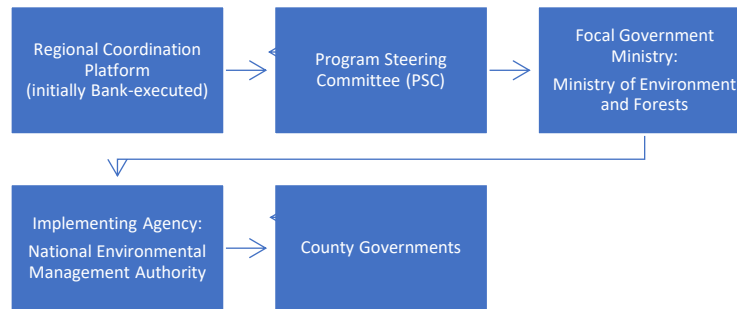 Regional Coordination
Platform
(initially Bank-executed)
Program Steering
Committee (PSC)
Focal Government
Ministry:
Ministry of Environment
and Forests
Implementing Agency:
National Environmental
Management Authority
County Governments